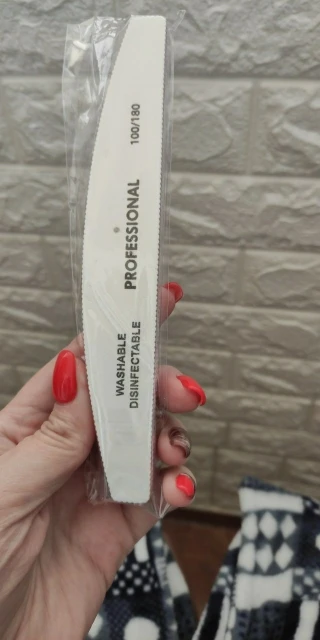 100/180
PROFESSIONAL
WASHABLE
DISINFECTABLE